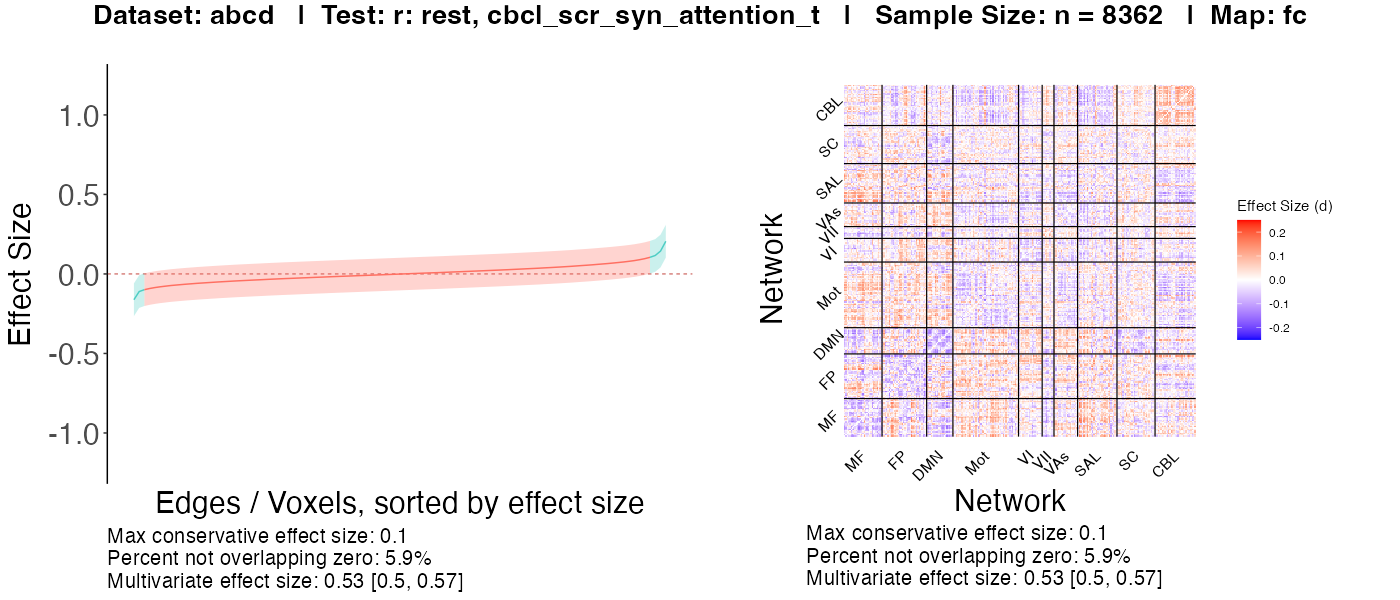 Dataset: abcd | Test: r: rest, cbcl_scr_syn_attention_t | Sample Size: n = 8362 | Map: fc
Effect Size
1.0
0.5
0.0
-0.5
-1.0
Edges / Voxels, sorted by effect size
Max conservative effect size: 0.1
Percent not overlapping zero: 5.9%
Multivariate effect size: 0.53 [0.5, 0.57]
Network
CBL
SC
SAL
VAs
VII
VI
Mot
DMN
FP
MF
MF
FP
DMN
Mot
VI
VII
VAs
SAL
SC
CBL
Network
Max conservative effect size: 0.1
Percent not overlapping zero: 5.9%
Multivariate effect size: 0.53 [0.5, 0.57]
Effect Size (d)
0.2
0.1
0.0
-0.1
-0.2